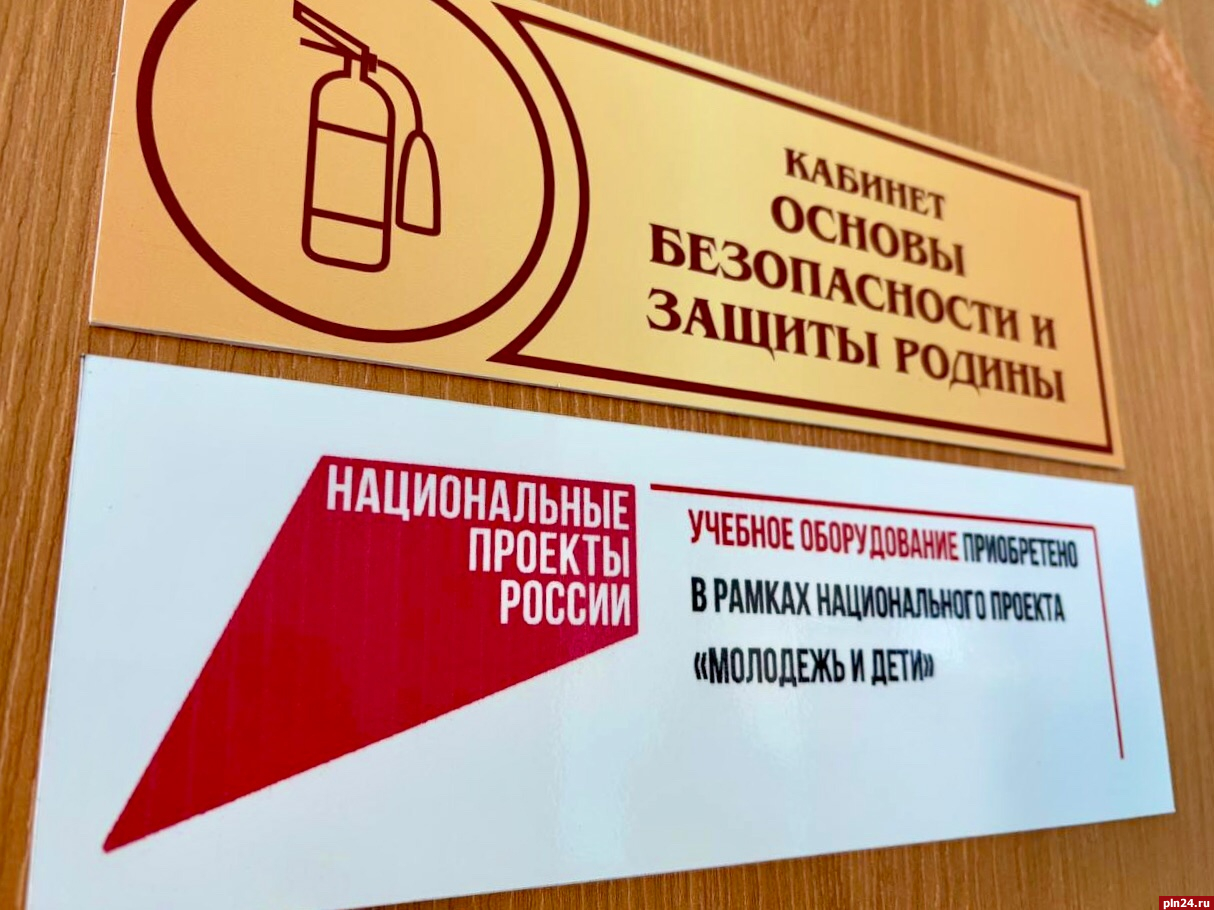 КАБИНЕТ
ОСНОВЫ
БЕЗОПАСНОСТИ И
ЗАЩИТЫ РОДИНЫ
НАЦИОНАЛЬНЫЕ
ПРОЕКТЫ
РОССИИ
УЧЕБНОЕ ОБОРУДОВАНИЕ ПРИОБРЕТЕНО
В РАМКАХ НАЦИОНАЛЬНОГО ПРОЕКТА
«МОЛОДЕЖЬ И ДЕТИ»
pln24.ru